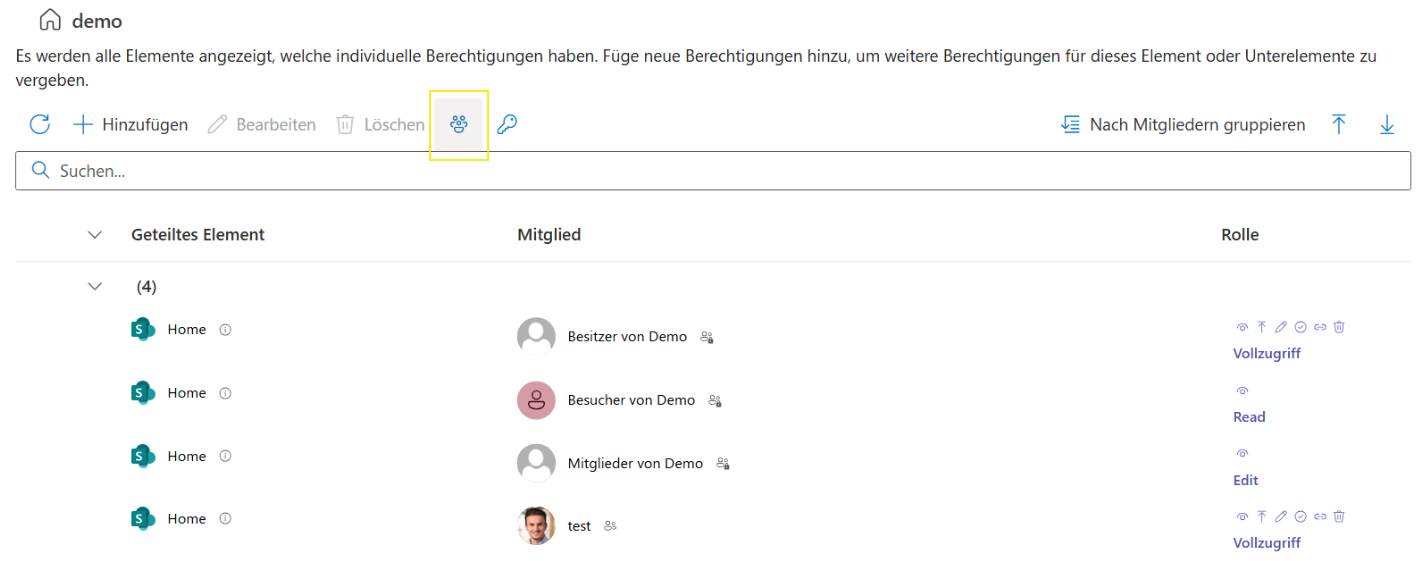 demo
Es werden alle Elemente angezeigt, welche individuelle Berechtigungen haben. Füge neue Berechtigungen hinzu, um weitere Berechtigungen für dieses Element oder Unterelemente zu
vergeben.
Hinzufügen Bearbeiten Löschen Nach Mitgliedern gruppieren
Suchen...
Geteiltes Element Mitglied Rolle
(4)
S Home Besitzer von Demo
Vollzugriff
S Home Besucher von Demo
Read
S Home Mitglieder von Demo
Edit
S Home test
Vollzugriff